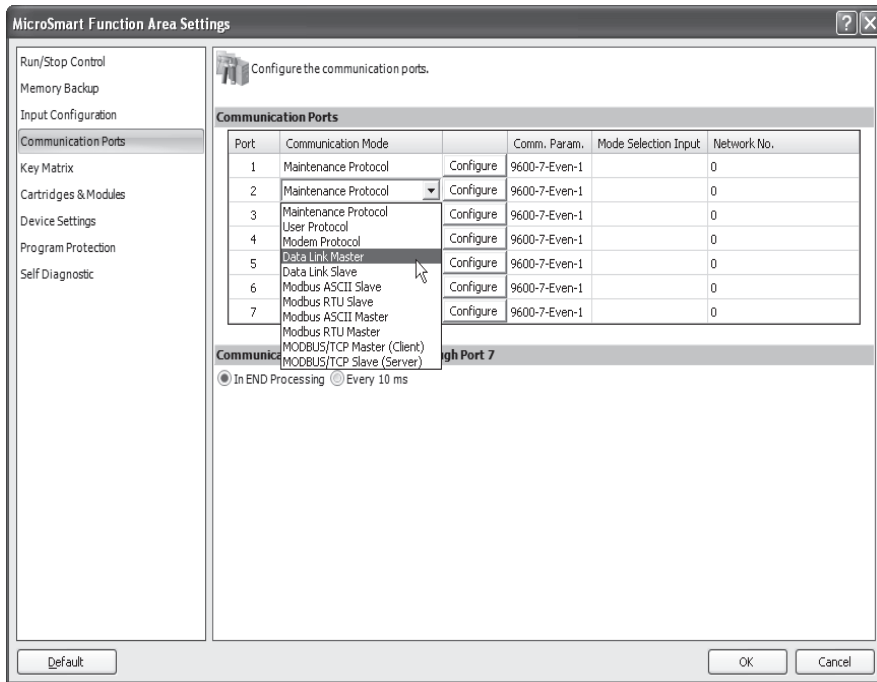 MicroSmart Function Area Settings
Run/Stop Control
Memory Backup
Input Configuration
Communication Ports
Key Matrix
Cartridges & Modules
Device Settings
Program Protection
Self Diagnostic
Configure the communication ports.
Communication Ports
Port Communication Mode Comm. Param. Mode Selection Input Network No.
1 Maintenance Protocol Configure 9600-7-Even-1 0
2 Maintenance Protocol Configure 9600-7-Even-1 0
3 Configure 9600-7-Even-1 0
4 Configure 9600-7-Even-1 0
5 Configure 9600-7-Even-1 0
6 Configure 9600-7-Even-1 0
7 Configure 9600-7-Even-1 0
Maintenance Protocol
User Protocol
Modem Protocol
Data Link Master
Data Link Slave
Modbus ASCII Slave
Modbus RTU Slave
Modbus ASCII Master
Modbus RTU Master
MODBUS/TCP Master (Client)
MODBUS/TCP Slave (Server)
Communica gh Port 7
In END Processing Every 10 ms
Default OK Cancel